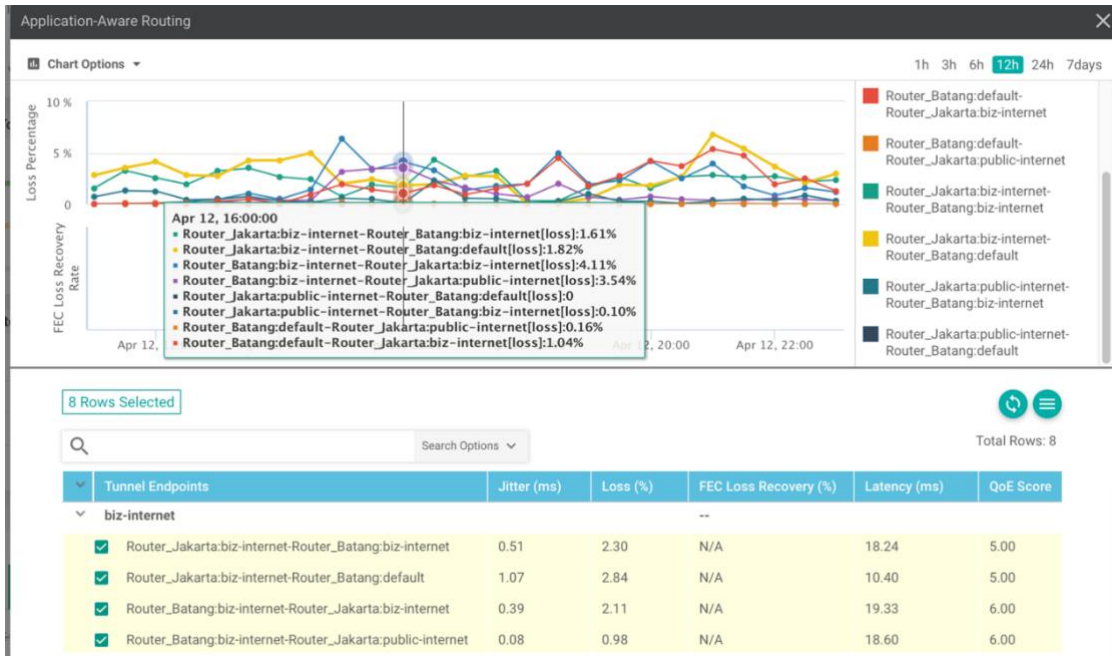 Application-Aware Routing
Chart Options
1h 3h 6h 12h 24h 7days
10 %
5 %
0
Loss Percentage
FEC Loss Recovery
Rate
Apr 12, 16:00:00
Router_Jakarta:biz-internet-Router_Batang:biz-internet[loss]:1.61%
Router_Jakarta:biz-internet-Router_Batang:default[loss]:1.82%
Router_Batang:biz-internet-Router_Jakarta:biz-internet[loss]:4.11%
Router_Batang:biz-internet-Router_Jakarta:public-internet[loss]:3.54%
Router_Jakarta:public-internet-Router_Batang:default[loss]:0
Router_Jakarta:public-internet-Router_Batang:biz-internet[loss]:0.10%
Router_Batang:default-Router_Jakarta:public-internet[loss]:0.16%
Router_Batang:default-Router_Jakarta:biz-internet[loss]:1.04%
Apr 12,
20:00
Apr 12, 22:00
Router_Batang:default-
Router_Jakarta:biz-internet
Router_Batang:default-
Router_Jakarta:public-internet
Router_Jakarta:biz-internet-
Router_Batang:biz-internet
Router_Jakarta:biz-internet-
Router_Batang:default
Router_Jakarta:public-internet-
Router_Batang:biz-internet
Router_Jakarta:public-internet-
Router_Batang:default
8 Rows Selected
Search Options
Total Rows: 8
Tunnel Endpoints Jitter (ms) Loss (%) FEC Loss Recovery (%) Latency (ms) QoE Score
biz-internet --
Router_Jakarta:biz-internet-Router_Batang:biz-internet 0.51 2.30 N/A 18.24 5.00
Router_Jakarta:biz-internet-Router_Batang:default 1.07 2.84 N/A 10.40 5.00
Router_Batang:biz-internet-Router_Jakarta:biz-internet 0.39 2.11 N/A 19.33 6.00
Router_Batang:biz-internet-Router_Jakarta:public-internet 0.08 0.98 N/A 18.60 6.00